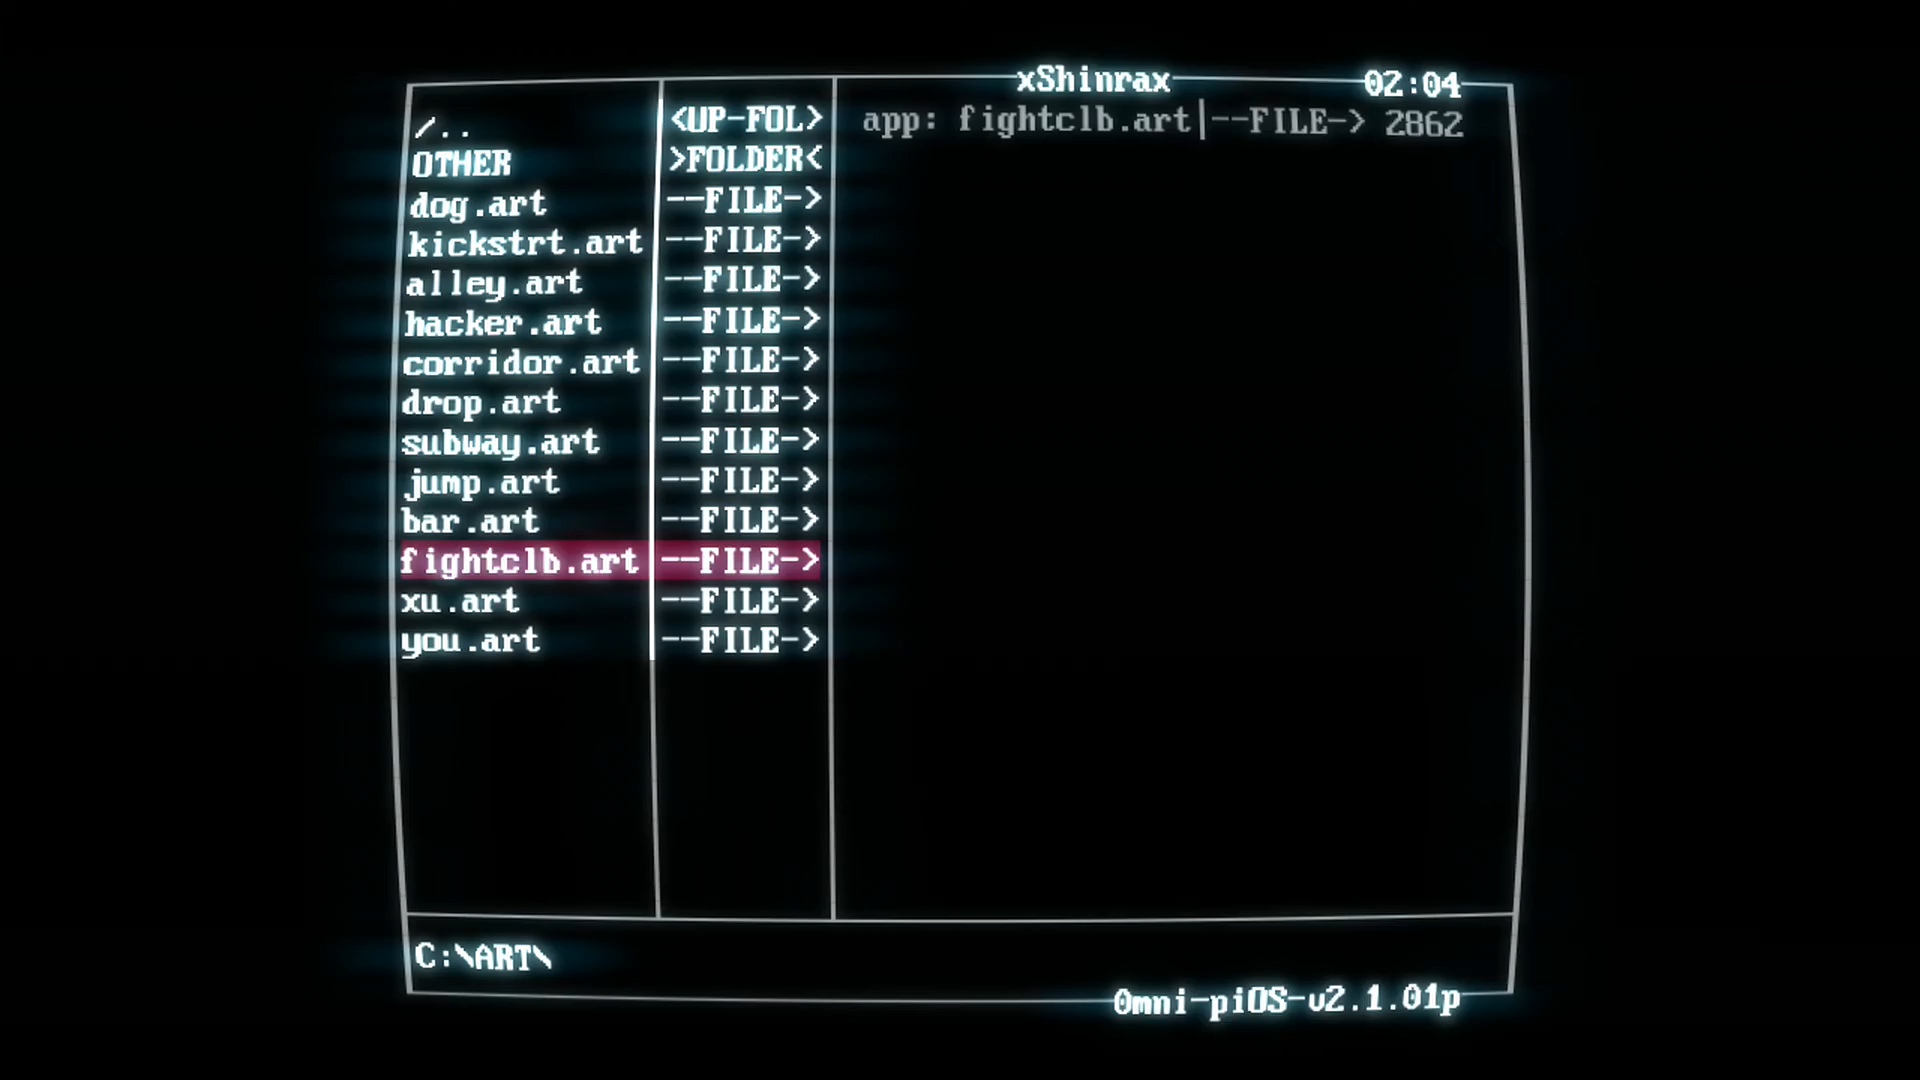 xShinrax 02:04
/.. <UP-FOL> app: fightclb.art|--FILE-> 2862
OTHER >FOLDER<
dog.art --FILE->
kickstrt.art --FILE->
alley.art --FILE->
hacker.art --FILE->
corridor.art --FILE->
drop.art --FILE->
subway.art --FILE->
jump.art --FILE->
bar.art --FILE->
fightclb.art --FILE->
xu.art --FILE->
you.art --FILE->
C:\ART\
0mni-piOS-v2.1.01p